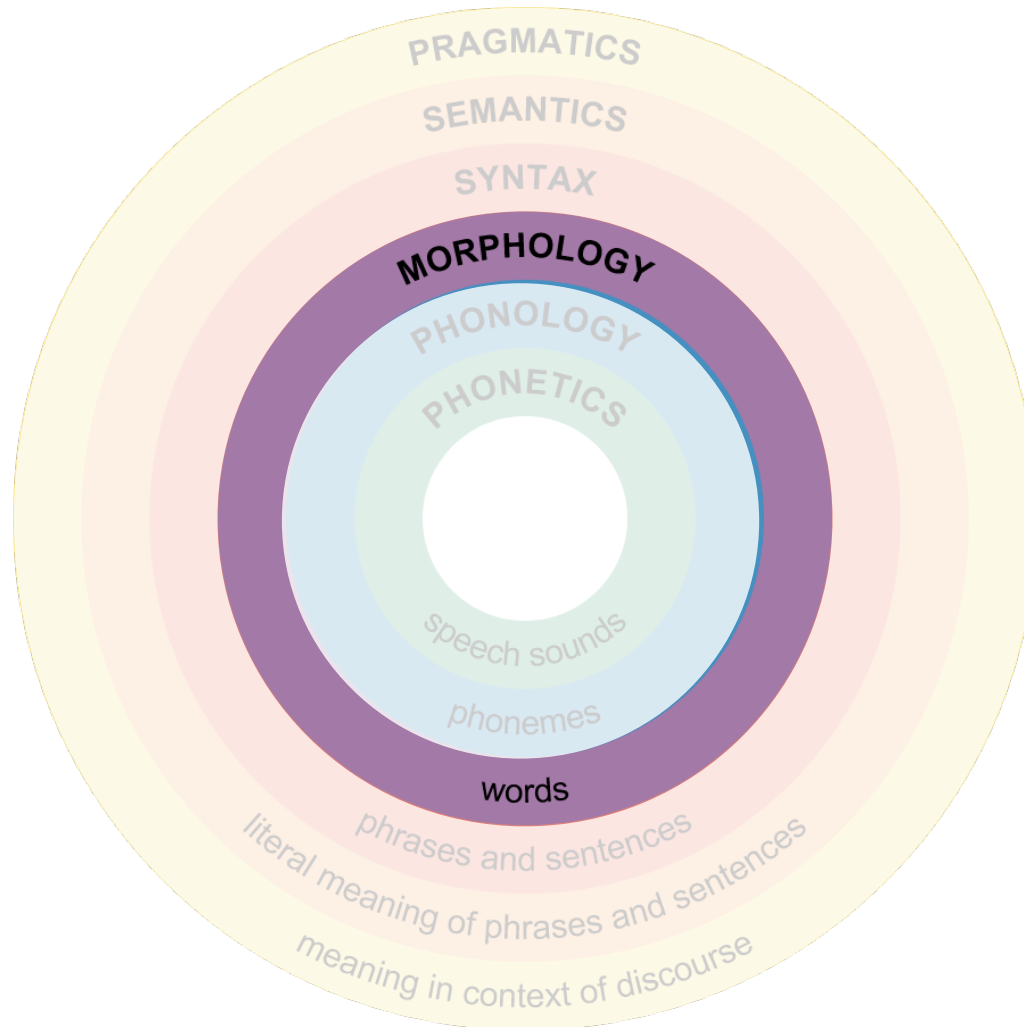 PRAGMATICS
SEMANTICS
SYNTAX
MORPHOLOGY
PHONOLOGY
PHONETICS
speech sounds
phonemes
words
phrases and sentences
literal meaning of phrases and sentences
meaning in context of discourse